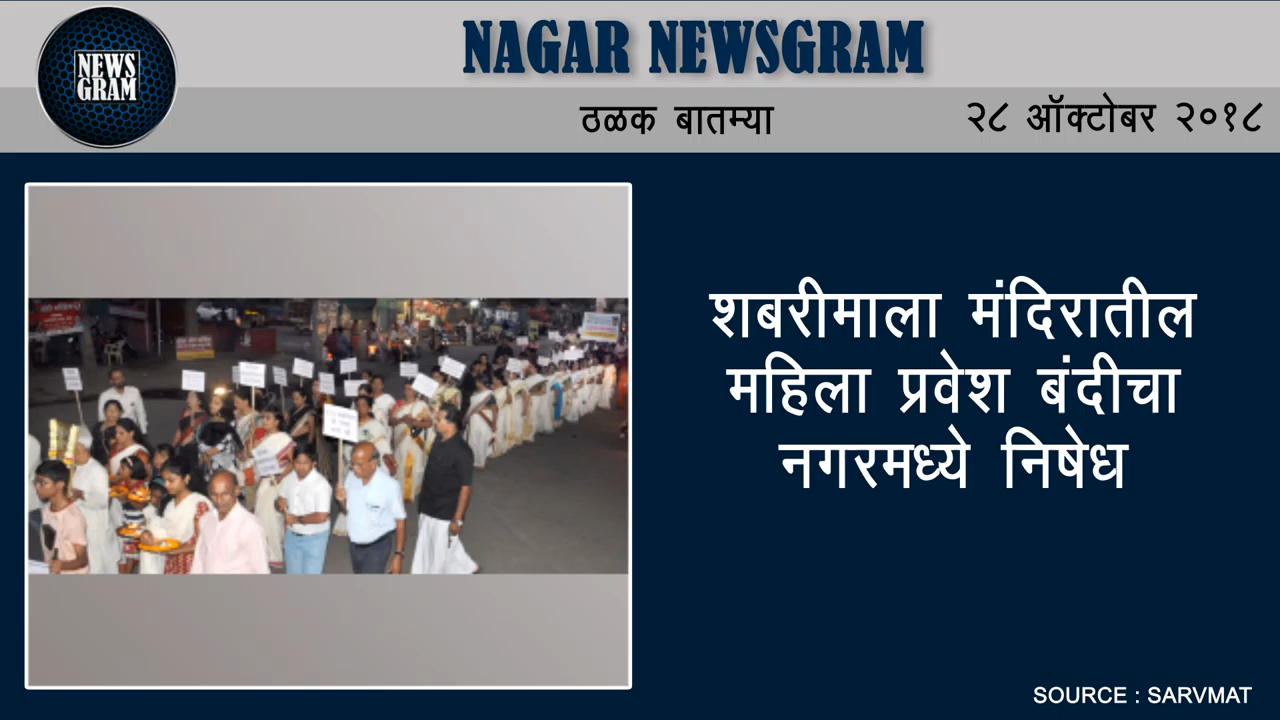 NEWS
GRAM
NAGAR NEWSGRAM
ठळक बातम्या
२८ ऑक्टोबर २०१८
शबरीमाला मंदिरातील
महिला प्रवेश बंदीचा
नगरमध्ये निषेध
SOURCE : SARVMAT